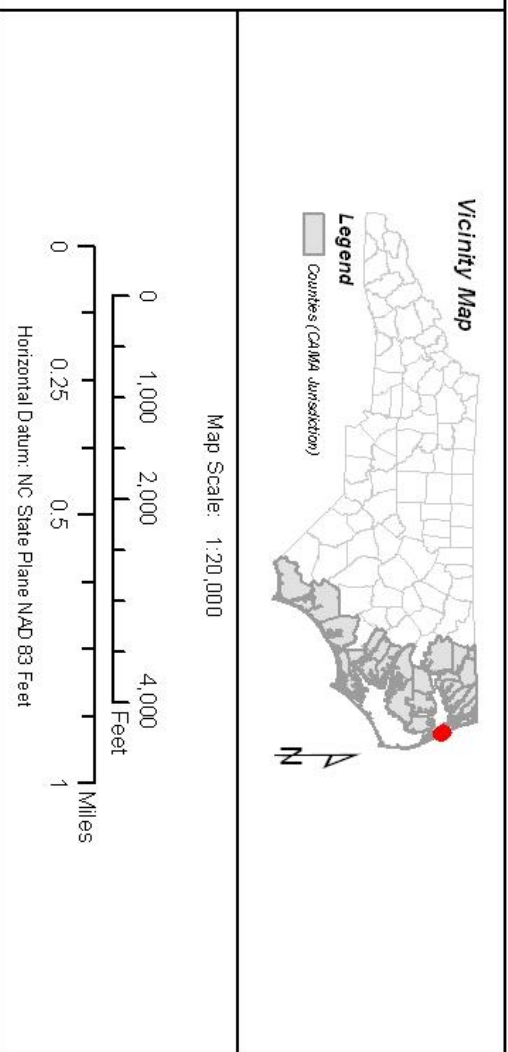 Vicinity Map
Legend
Counties (CAMA Jurisdiction)
N
Map Scale: 1:20,000
0 1,000 2,000 4,000
Feet
0 0.25 0.5 1
Miles
Horizontal Datum: NC State Plane NAD 83 Feet